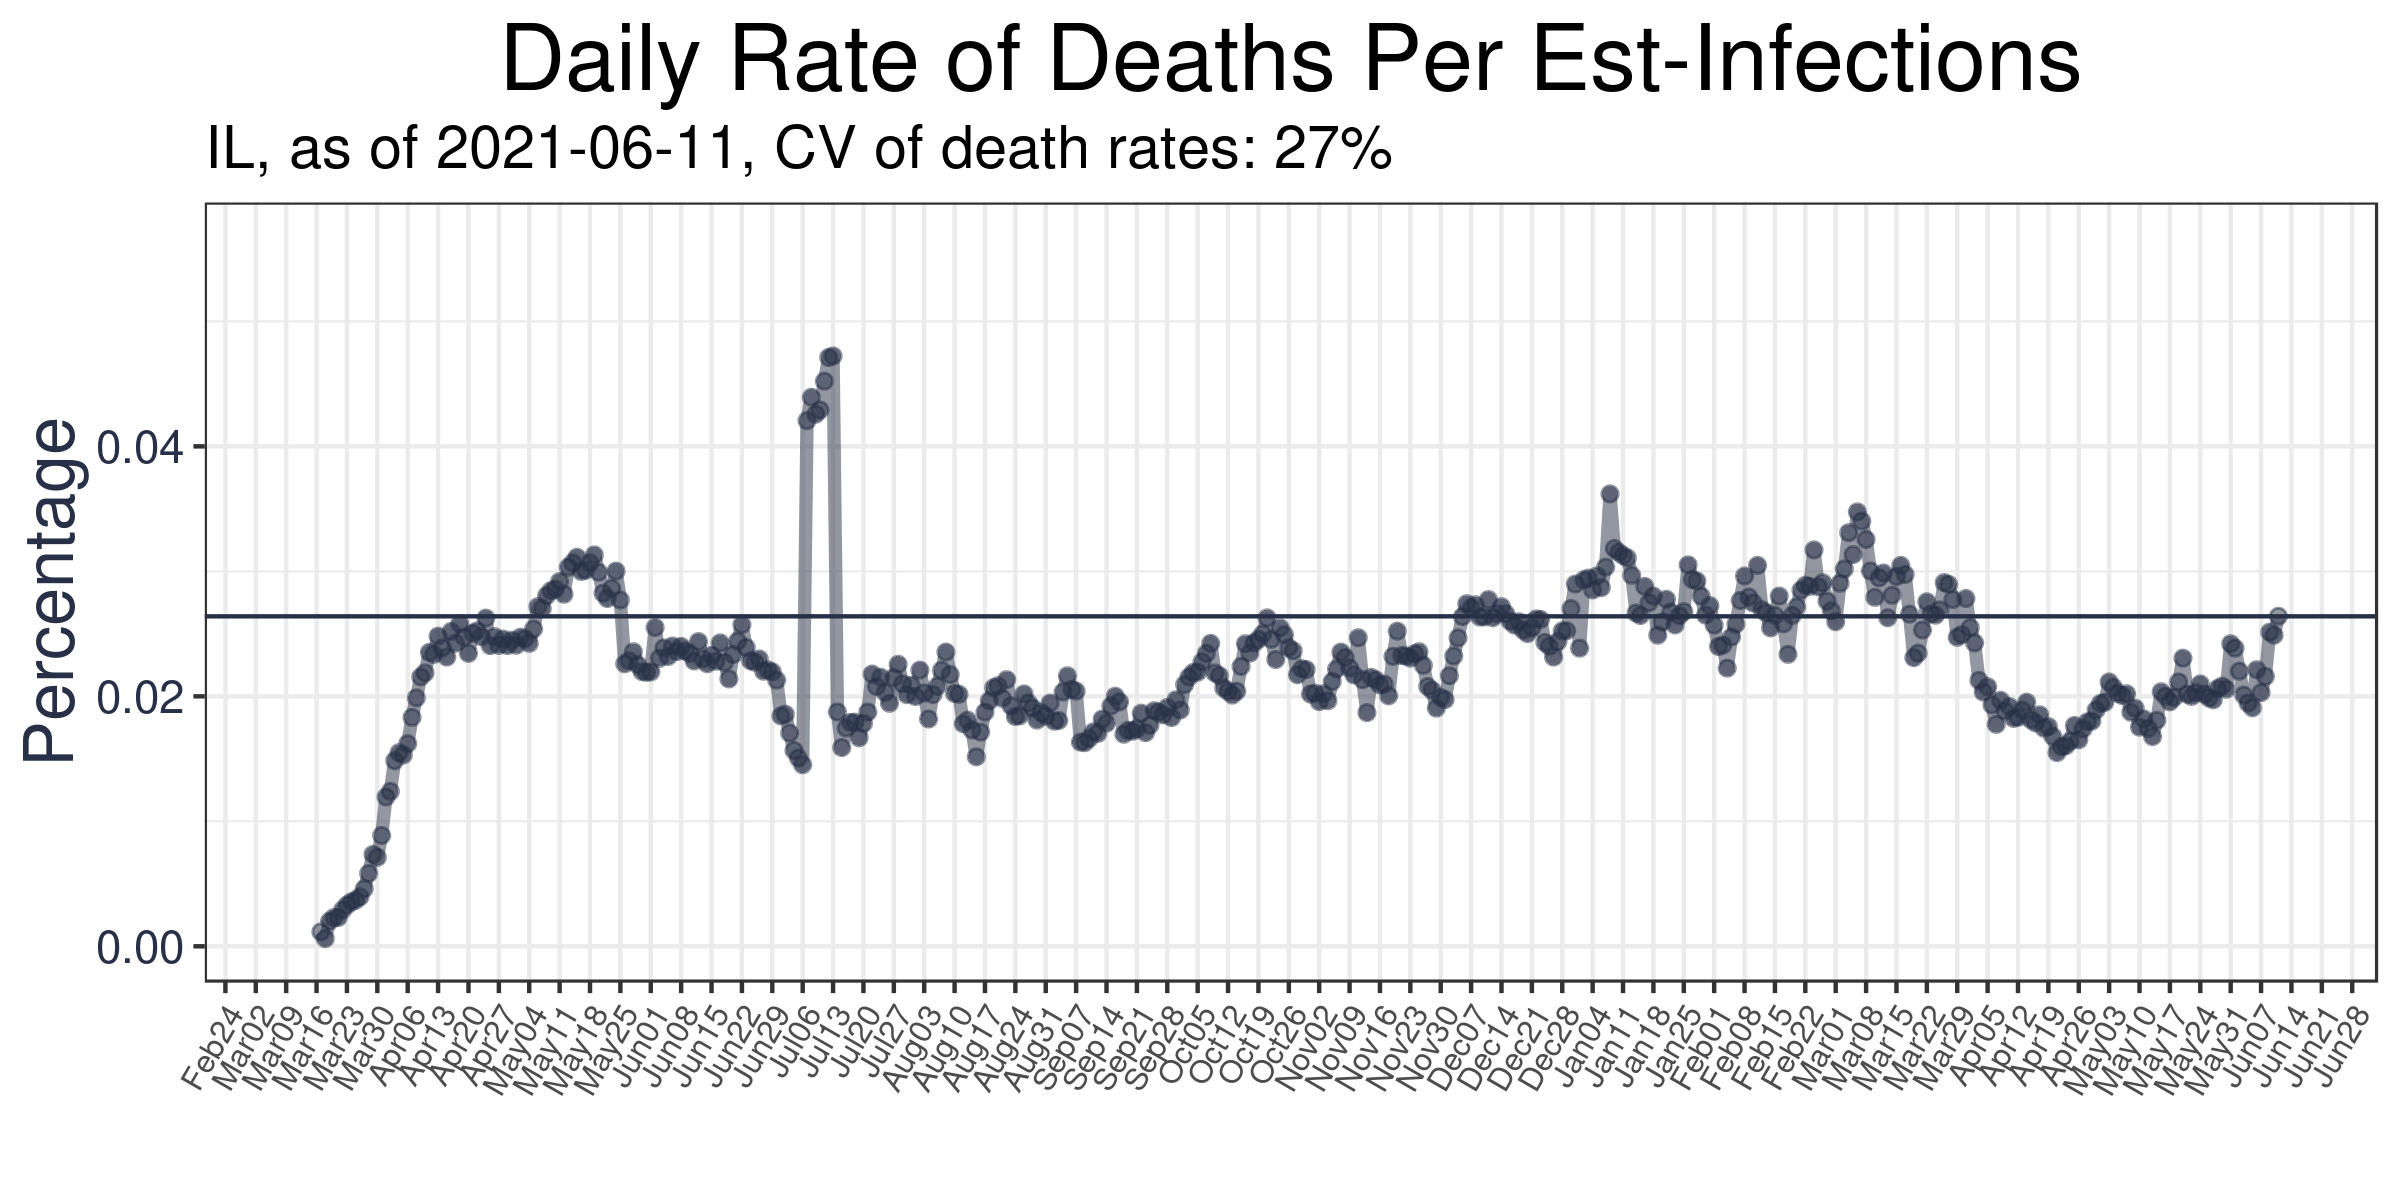 Daily Rate of Deaths Per Est-Infections
IL, as of 2021-06-11, CV of death rates: 27%
Percentage
0.04
0.02
0.00
Feb24
Mar02
Mar09
Mar16
Mar23
Mar30
Apr06
Apr13
Apr20
Apr27
May04
May11
May18
May25
Jun01
Jun08
Jun15
Jun22
Jun29
Jul06
Jul13
Jul20
Jul27
Aug03
Aug10
Aug17
Aug24
Aug31
Sep07
Sep14
Sep21
Sep28
Oct05
Oct12
Oct19
Oct26
Nov02
Nov09
Nov16
Nov23
Nov30
Dec07
Dec14
Dec21
Dec28
Jan04
Jan11
Jan18
Jan25
Feb01
Feb08
Feb15
Feb22
Mar01
Mar08
Mar15
Mar22
Mar29
Apr05
Apr12
Apr19
Apr26
May03
May10
May17
May24
May31
Jun07
Jun14
Jun21
Jun28